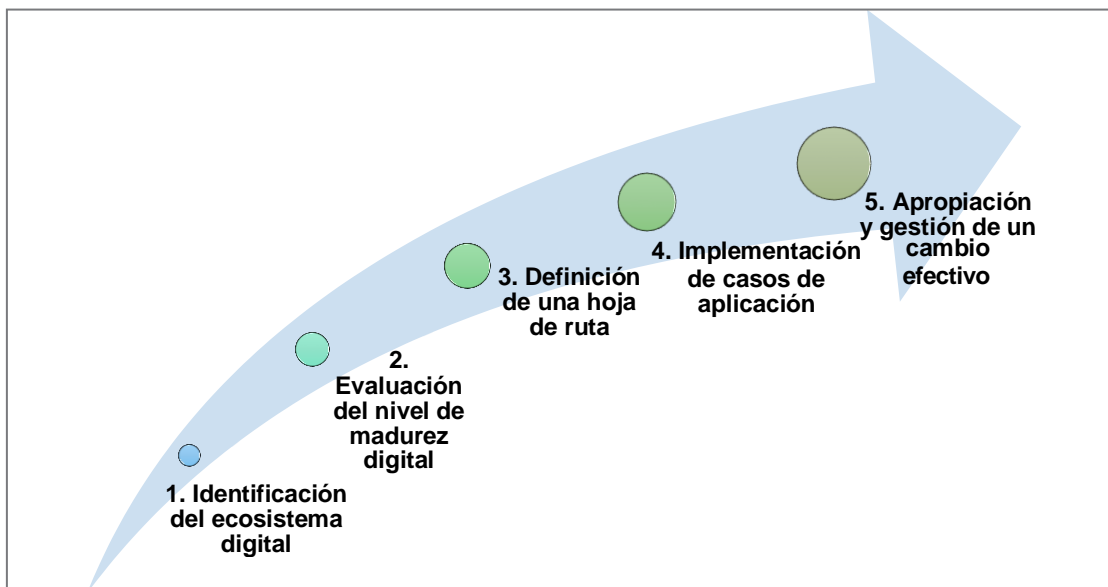 1. Identificación
del ecosistema
digital
2.
Evaluación
del nivel de
madurez
digital
3. Definición
de una hoja
de ruta
4. Implementación
de casos de
aplicación
5. Apropiación
y gestión de un
cambio
efectivo